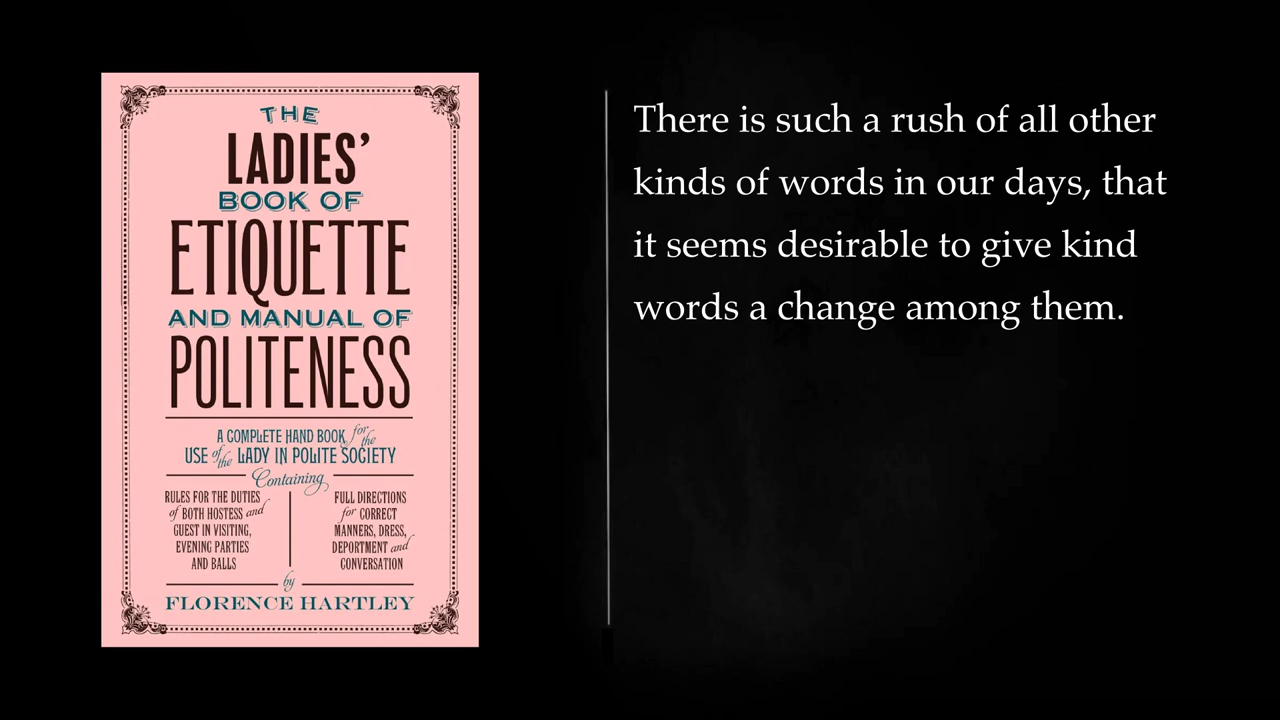 THE
LADIES’
BOOK OF
ETIQUETTE
AND MANUAL OF
POLITENESS
A COMPLETE HAND BOOK for the
USE of the LADY IN POLITE SOCIETY
Containing
RULES FOR THE DUTIES
of BOTH HOSTESS and
GUEST IN VISITING,
EVENING PARTIES
AND BALLS
FULL DIRECTIONS
for CORRECT
MANNERS, DRESS,
DEPORTMENT and
CONVERSATION
by
FLORENCE HARTLEY
There is such a rush of all other
kinds of words in our days, that
it seems desirable to give kind
words a change among them.